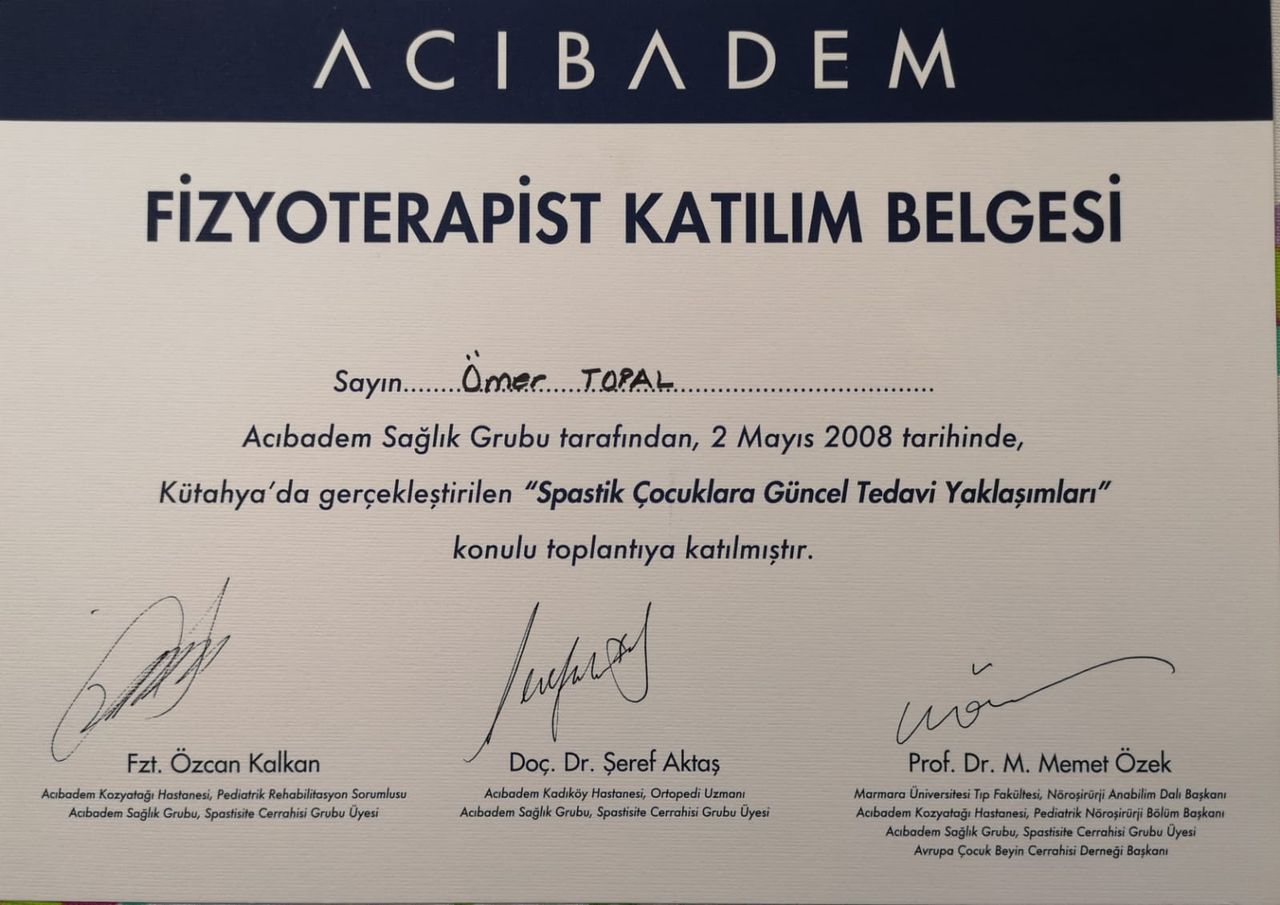 ACIBADEM
FİZYOTERAPİST KATILIM BELGESİ
Sayın........Ömer TOPAL....................................
Acıbadem Sağlık Grubu tarafından, 2 Mayıs 2008 tarihinde,
Kütahya'da gerçekleştirilen "Spastik Çocuklara Güncel Tedavi Yaklaşımları"
konulu toplantıya katılmıştır.
Fzt. Özcan Kalkan
Acıbadem Kozyatağı Hastanesi, Pediatrik Rehabilitasyon Sorumlusu
Acıbadem Sağlık Grubu, Spastisite Cerrahisi Grubu Üyesi
Doç. Dr. Şeref Aktaş
Acıbadem Kadıköy Hastanesi, Ortopedi Uzmanı
Acıbadem Sağlık Grubu, Spastisite Cerrahisi Grubu Üyesi
Prof. Dr. M. Memet Özek
Marmara Üniversitesi Tıp Fakültesi, Nöroşirürji Anabilim Dalı Başkanı
Acıbadem Kozyatağı Hastanesi, Pediatrik Nöroşirürji Bölüm Başkanı
Acıbadem Sağlık Grubu, Spastisite Cerrahisi Grubu Üyesi
Avrupa Çocuk Beyin Cerrahisi Derneği Başkanı